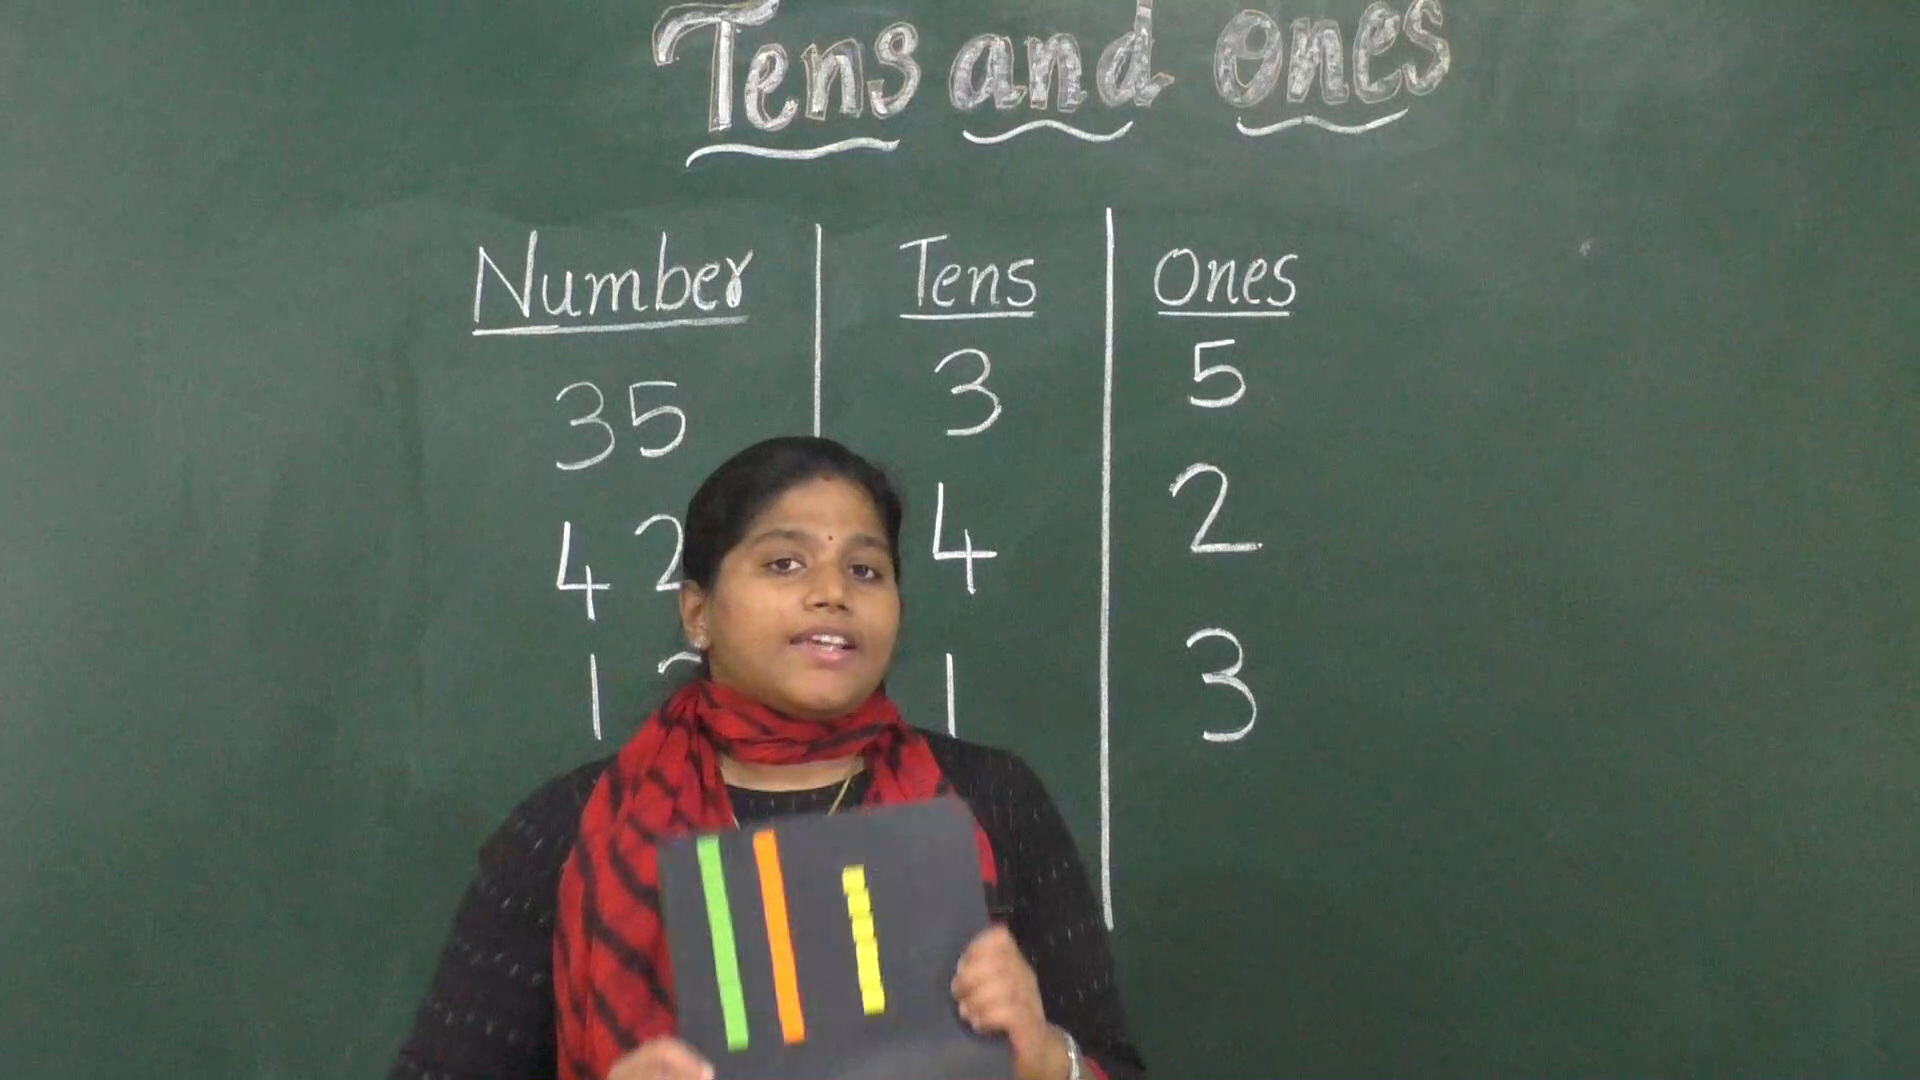 Tens and Ones
Number Tens Ones
35 3 5
42 4 2
1 1 3